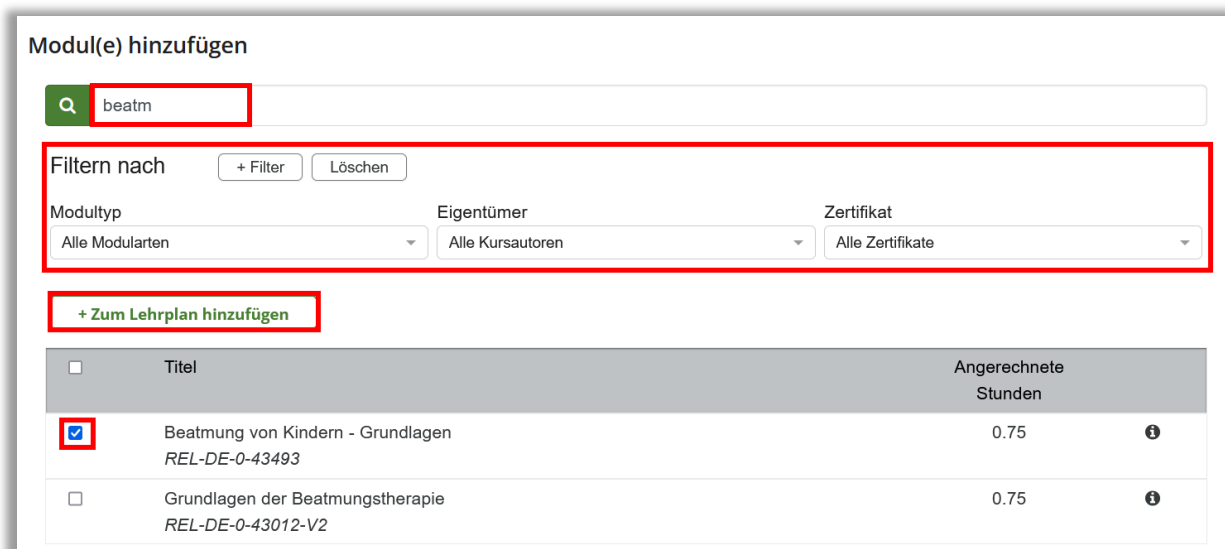 Modul(e) hinzufügen
beatm
Filtern nach + Filter Löschen
Modultyp Eigentümer Zertifikat
Alle Modularten Alle Kursautoren Alle Zertifikate
+ Zum Lehrplan hinzufügen
Titel Angerechnete
Stunden
Beatmung von Kindern - Grundlagen 0.75
REL-DE-0-43493
Grundlagen der Beatmungstherapie 0.75
REL-DE-0-43012-V2